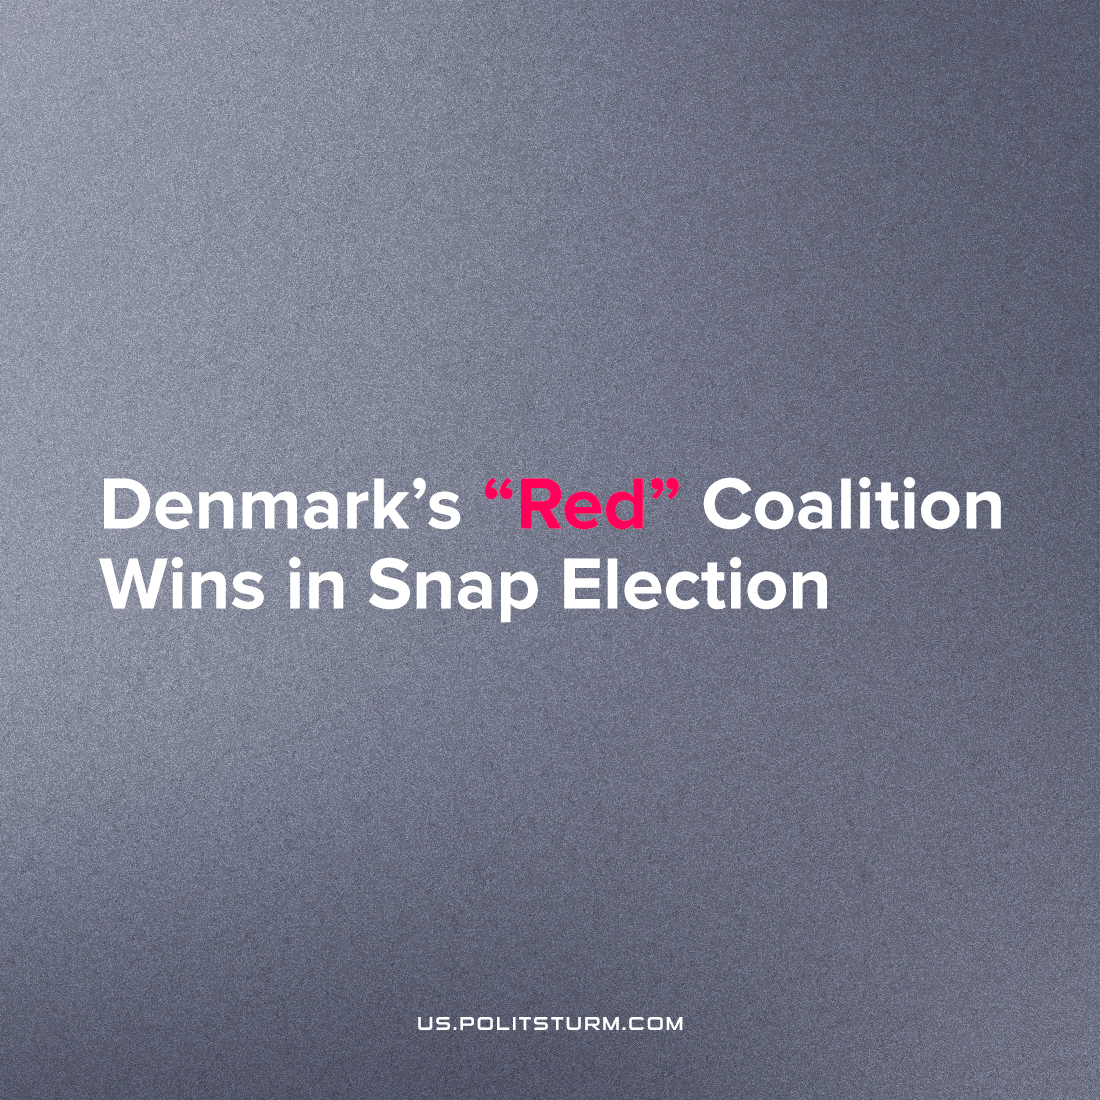 Denmark’s “Red” Coalition
Wins in Snap Election
US.POLITSTURM.COM